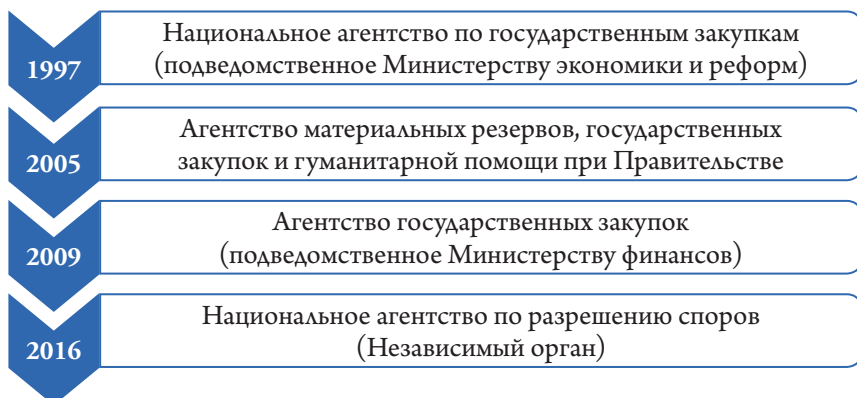 1997
Национальное агентство по государственным закупкам
(подведомственное Министерству экономики и реформ)
2005
Агентство материальных резервов, государственных
закупок и гуманитарной помощи при Правительстве
2009
Агентство государственных закупок
(подведомственное Министерству финансов)
2016
Национальное агентство по разрешению споров
(Независимый орган)